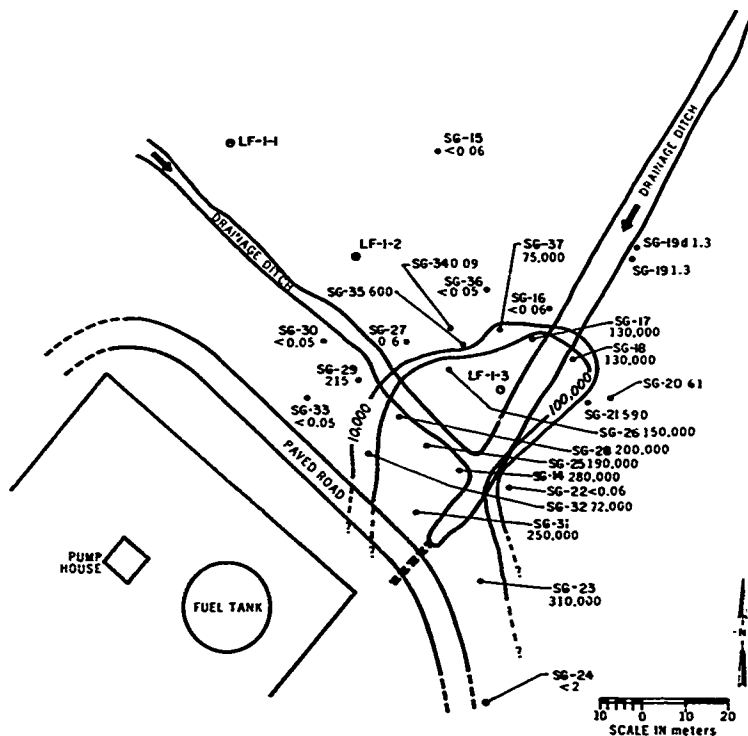 LF-1-1
SG-15
<0 06
DRAINAGE DITCH
DRAINAGE DITCH
LF-1-2
SG-37
75,000
SG-19d 1.3
SG-19 1.3
SG-34 0 09
SG-36
<0.05
SG-35 600
SG-16
<0.06
SG-17
130,000
SG-30
<0.05
SG-27
0 6
SG-18
130,000
SG-29
215
LF-1-3
100,000
SG-20 61
SG-33
<0.05
10,000
SG-21 590
SG-26 150,000
SG-28 200,000
SG-25 190,000
SG-14 280,000
SG-22 <0.06
SG-32 72,000
SG-31
250,000
PAVED ROAD
?
?
PUMP
HOUSE
FUEL TANK
SG-23
310,000
?
?
SG-24
<2
-N-
10 0 10 20
SCALE IN meters